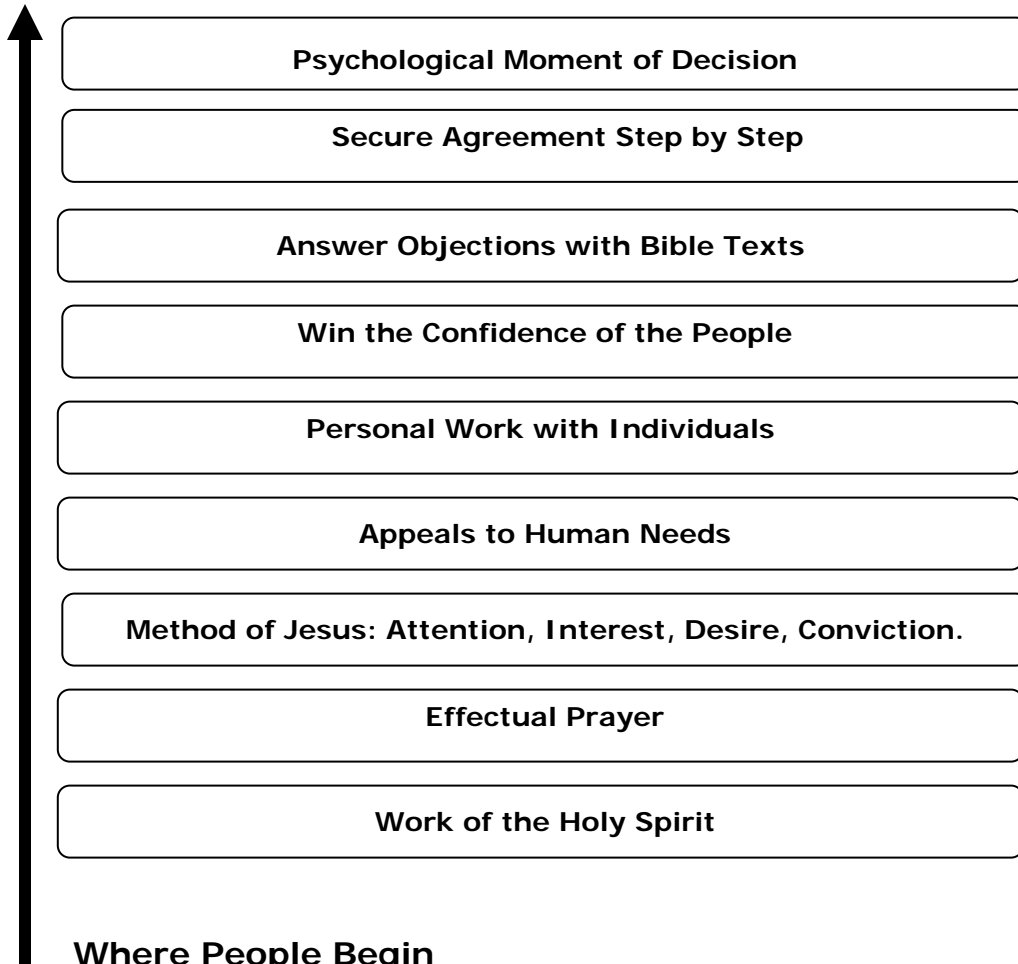 Psychological Moment of Decision
Secure Agreement Step by Step
Answer Objections with Bible Texts
Win the Confidence of the People
Personal Work with Individuals
Appeals to Human Needs
Method of Jesus: Attention, Interest, Desire, Conviction.
Effectual Prayer
Work of the Holy Spirit
Where People Begin